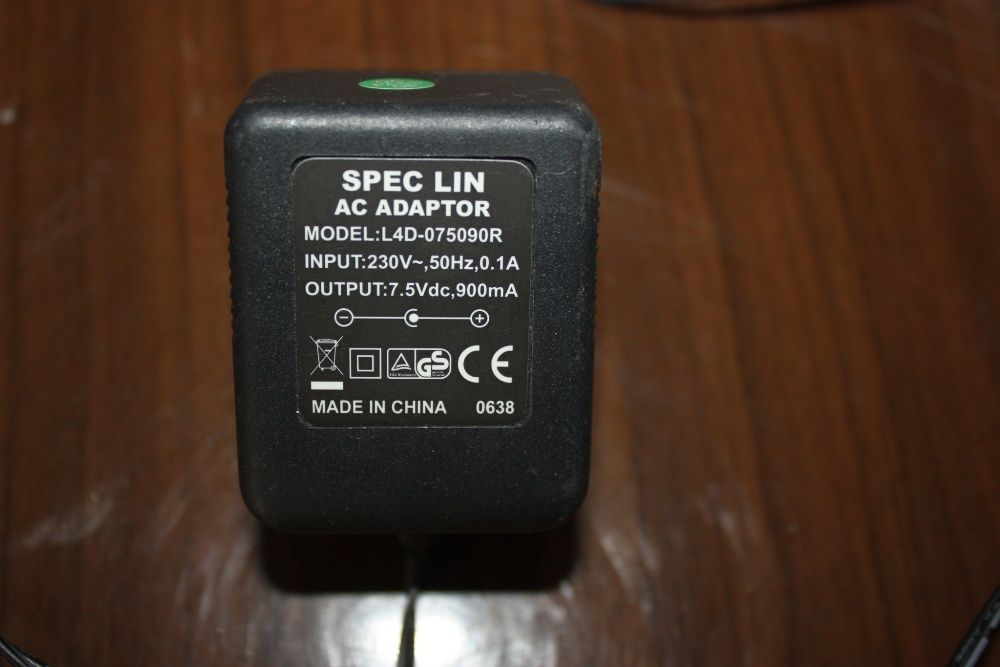 SPEC LIN
AC ADAPTOR
MODEL:L4D-075090R
INPUT:230V~,50Hz,0.1A
OUTPUT:7.5Vdc,900mA
GS CE
MADE IN CHINA 0638